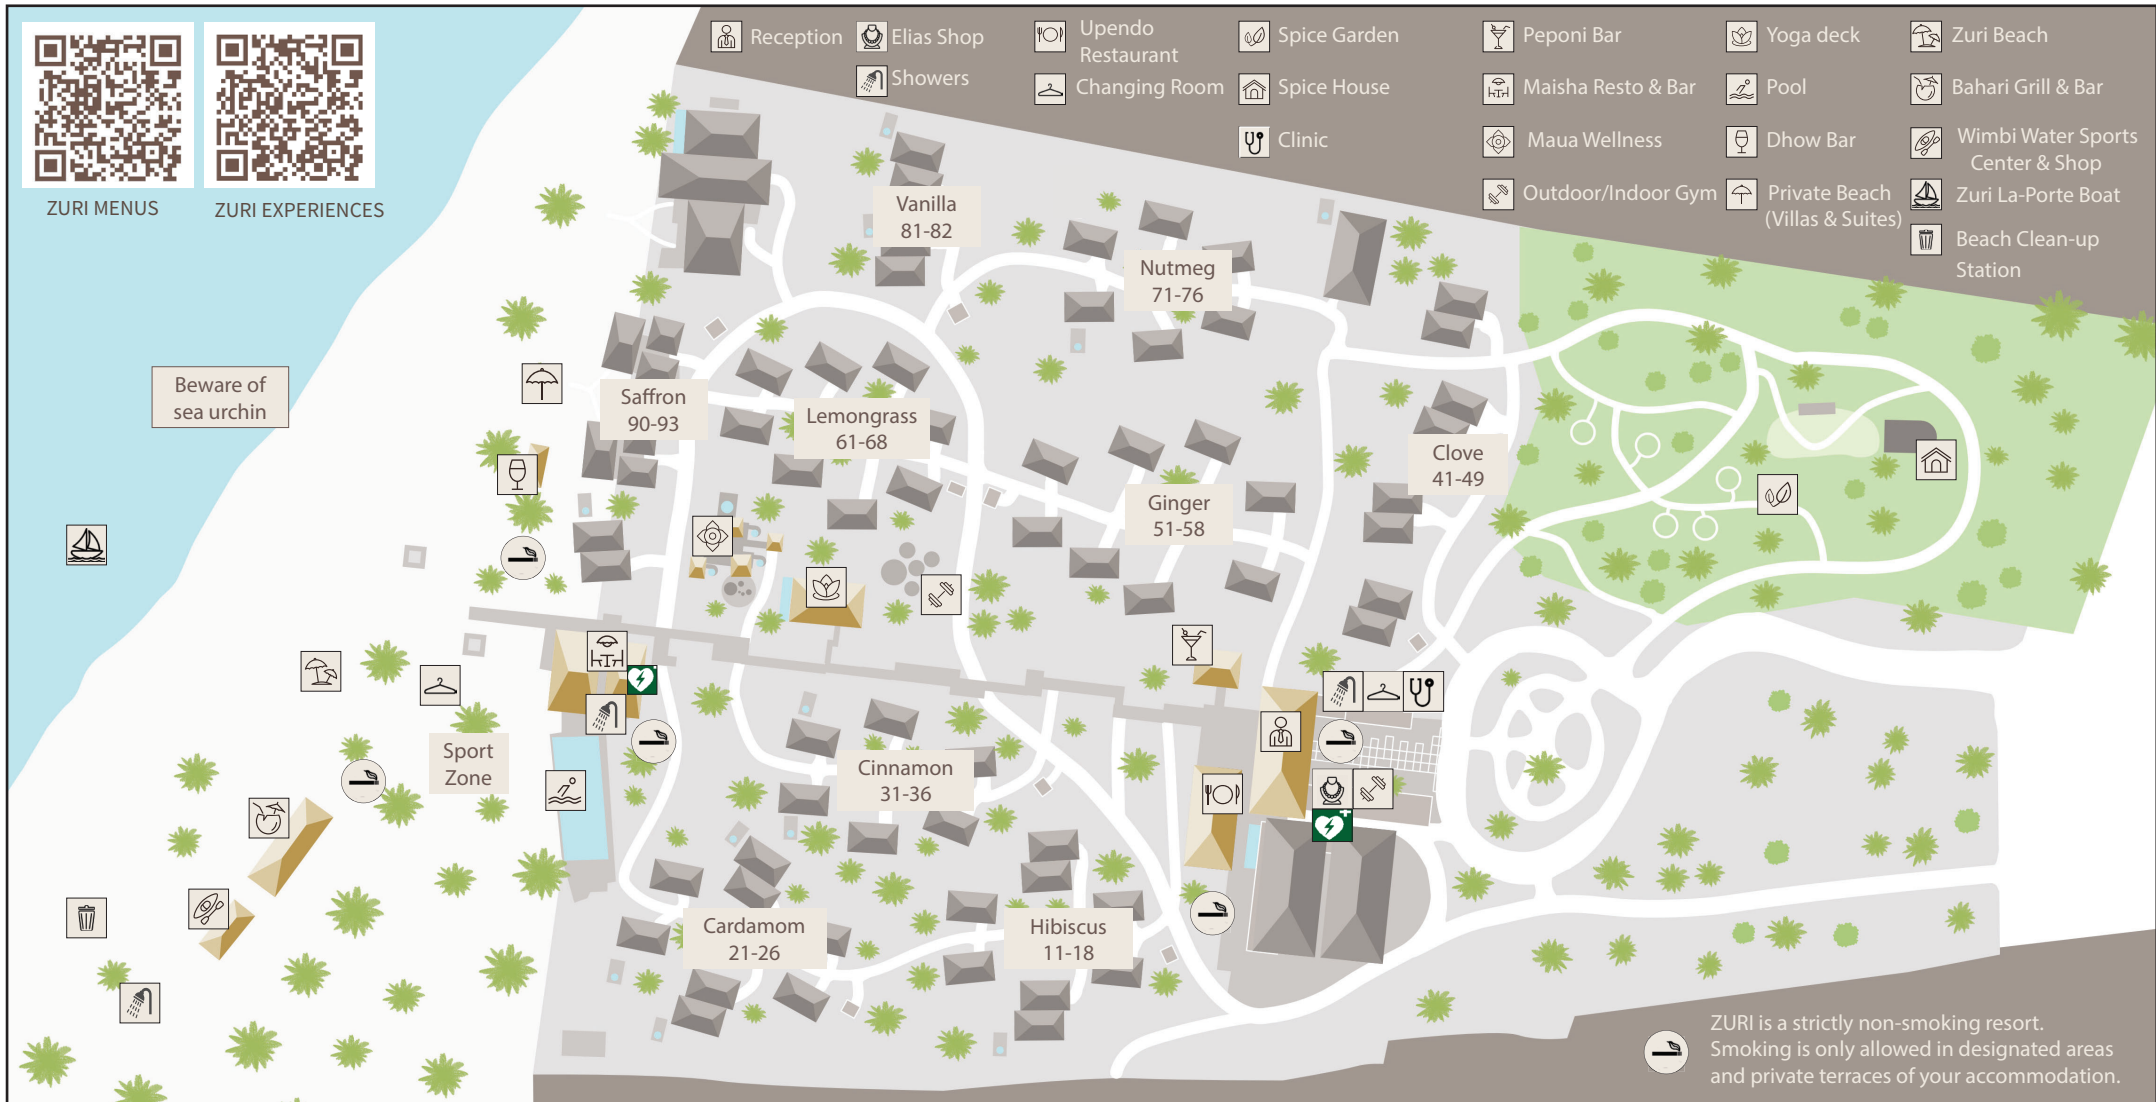 ZURI MENUS
ZURI EXPERIENCES
Reception
Elias Shop
Showers
Upendo
Restaurant
Changing Room
Spice Garden
Spice House
Clinic
Peponi Bar
Maisha Resto & Bar
Maua Wellness
Outdoor/Indoor Gym
Yoga deck
Pool
Dhow Bar
Private Beach
(Villas & Suites)
Zuri Beach
Bahari Grill & Bar
Wimbi Water Sports
Center & Shop
Zuri La-Porte Boat
Beach Clean-up
Station
Vanilla
81-82
Nutmeg
71-76
Beware of
sea urchin
Saffron
90-93
Lemongrass
61-68
Clove
41-49
Ginger
51-58
Sport
Zone
Cinnamon
31-36
Cardamom
21-26
Hibiscus
11-18
ZURI is a strictly non-smoking resort.
Smoking is only allowed in designated areas
and private terraces of your accommodation.